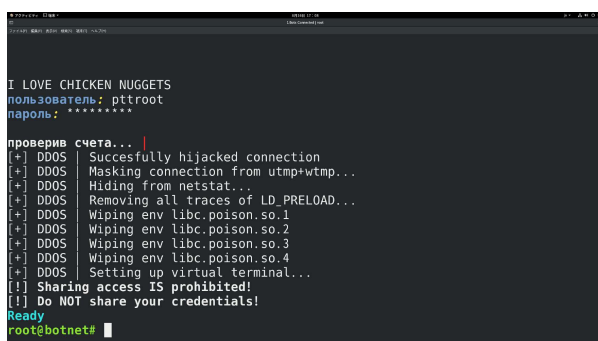 I LOVE CHICKEN NUGGETS
пользователь: pttroot
пароль: *********
проверив счета... |
[+] DDOS | Succesfully hijacked connection
[+] DDOS | Masking connection from utmp+wtmp...
[+] DDOS | Hiding from netstat...
[+] DDOS | Removing all traces of LD_PRELOAD...
[+] DDOS | Wiping env libc.poison.so.1
[+] DDOS | Wiping env libc.poison.so.2
[+] DDOS | Wiping env libc.poison.so.3
[+] DDOS | Wiping env libc.poison.so.4
[+] DDOS | Setting up virtual terminal...
[!] Sharing access IS prohibited!
[!] Do NOT share your credentials!
Ready
root@botnet#